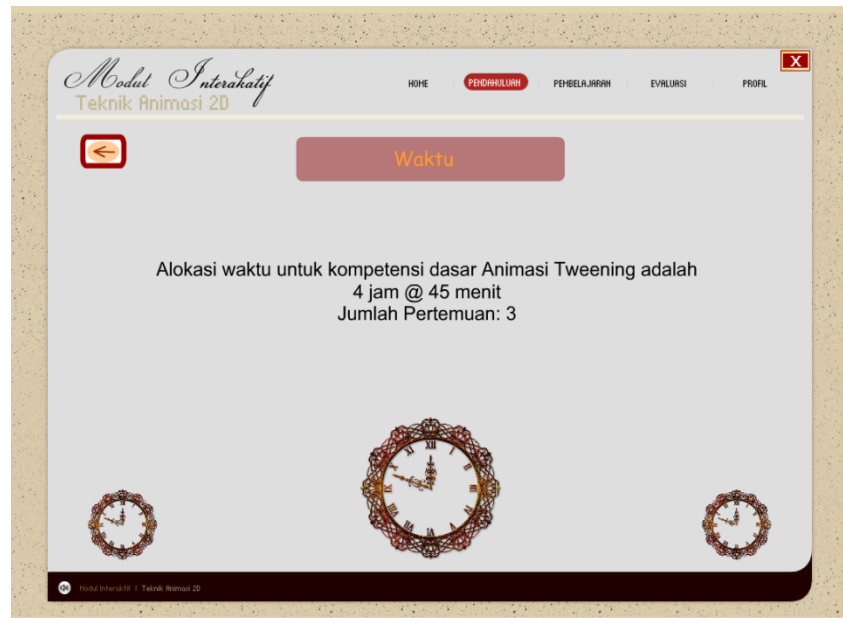 Modul Interakatif
Teknik Animasi 2D
HOME
PENDAHULUAN
PEMBELAJARAN
EVALUASI
PROFIL
X
Waktu
Alokasi waktu untuk kompetensi dasar Animasi Tweening adalah
4 jam @ 45 menit
Jumlah Pertemuan: 3
Modul Interaktif | Teknik Animasi 2D